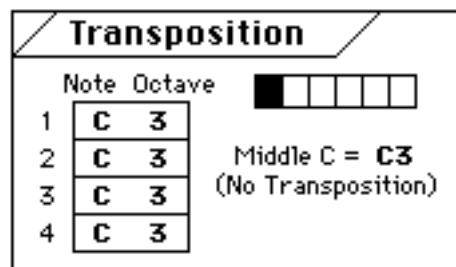 Transposition
Note Octave
1 C 3
2 C 3
3 C 3
4 C 3
Middle C = C3
(No Transposition)